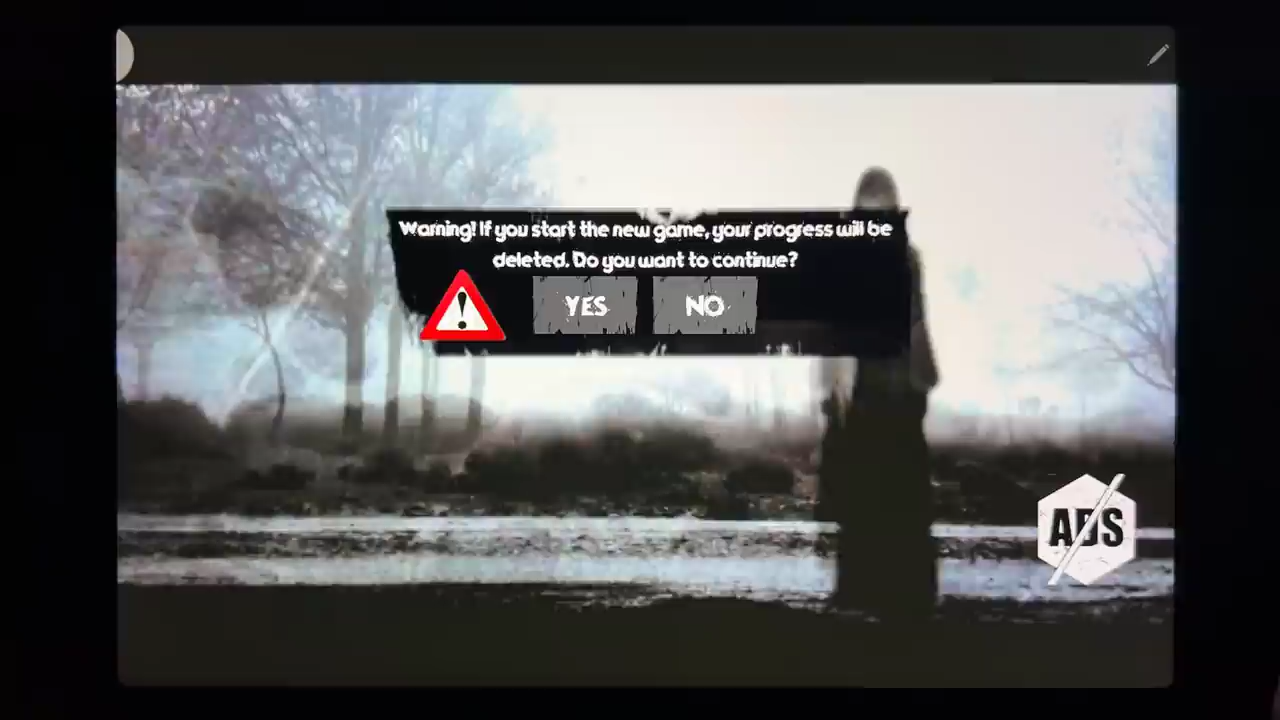 Warning! If you start the new game, your progress will be
deleted. Do you want to continue?
YES
NO
ADS